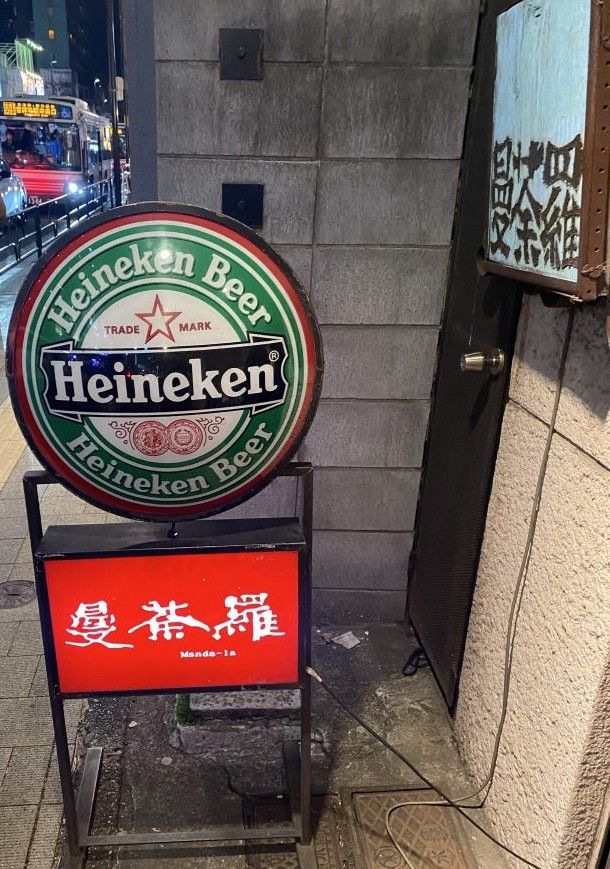 Heineken Beer
TRADE MARK
Heineken®
Heineken Beer
曼荼羅
Manda-la
曼荼羅